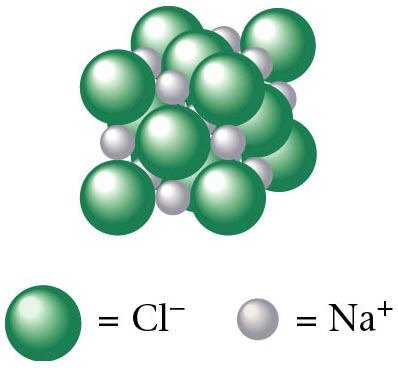 = Cl⁻ = Na⁺